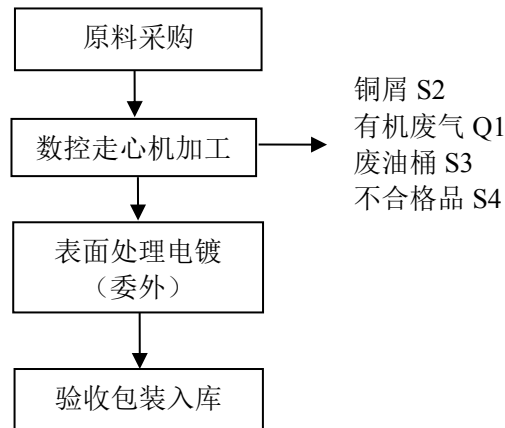 原料采购
数控走心机加工
铜屑 S2
有机废气 Q1
废油桶 S3
不合格品 S4
表面处理电镀
（委外）
验收包装入库